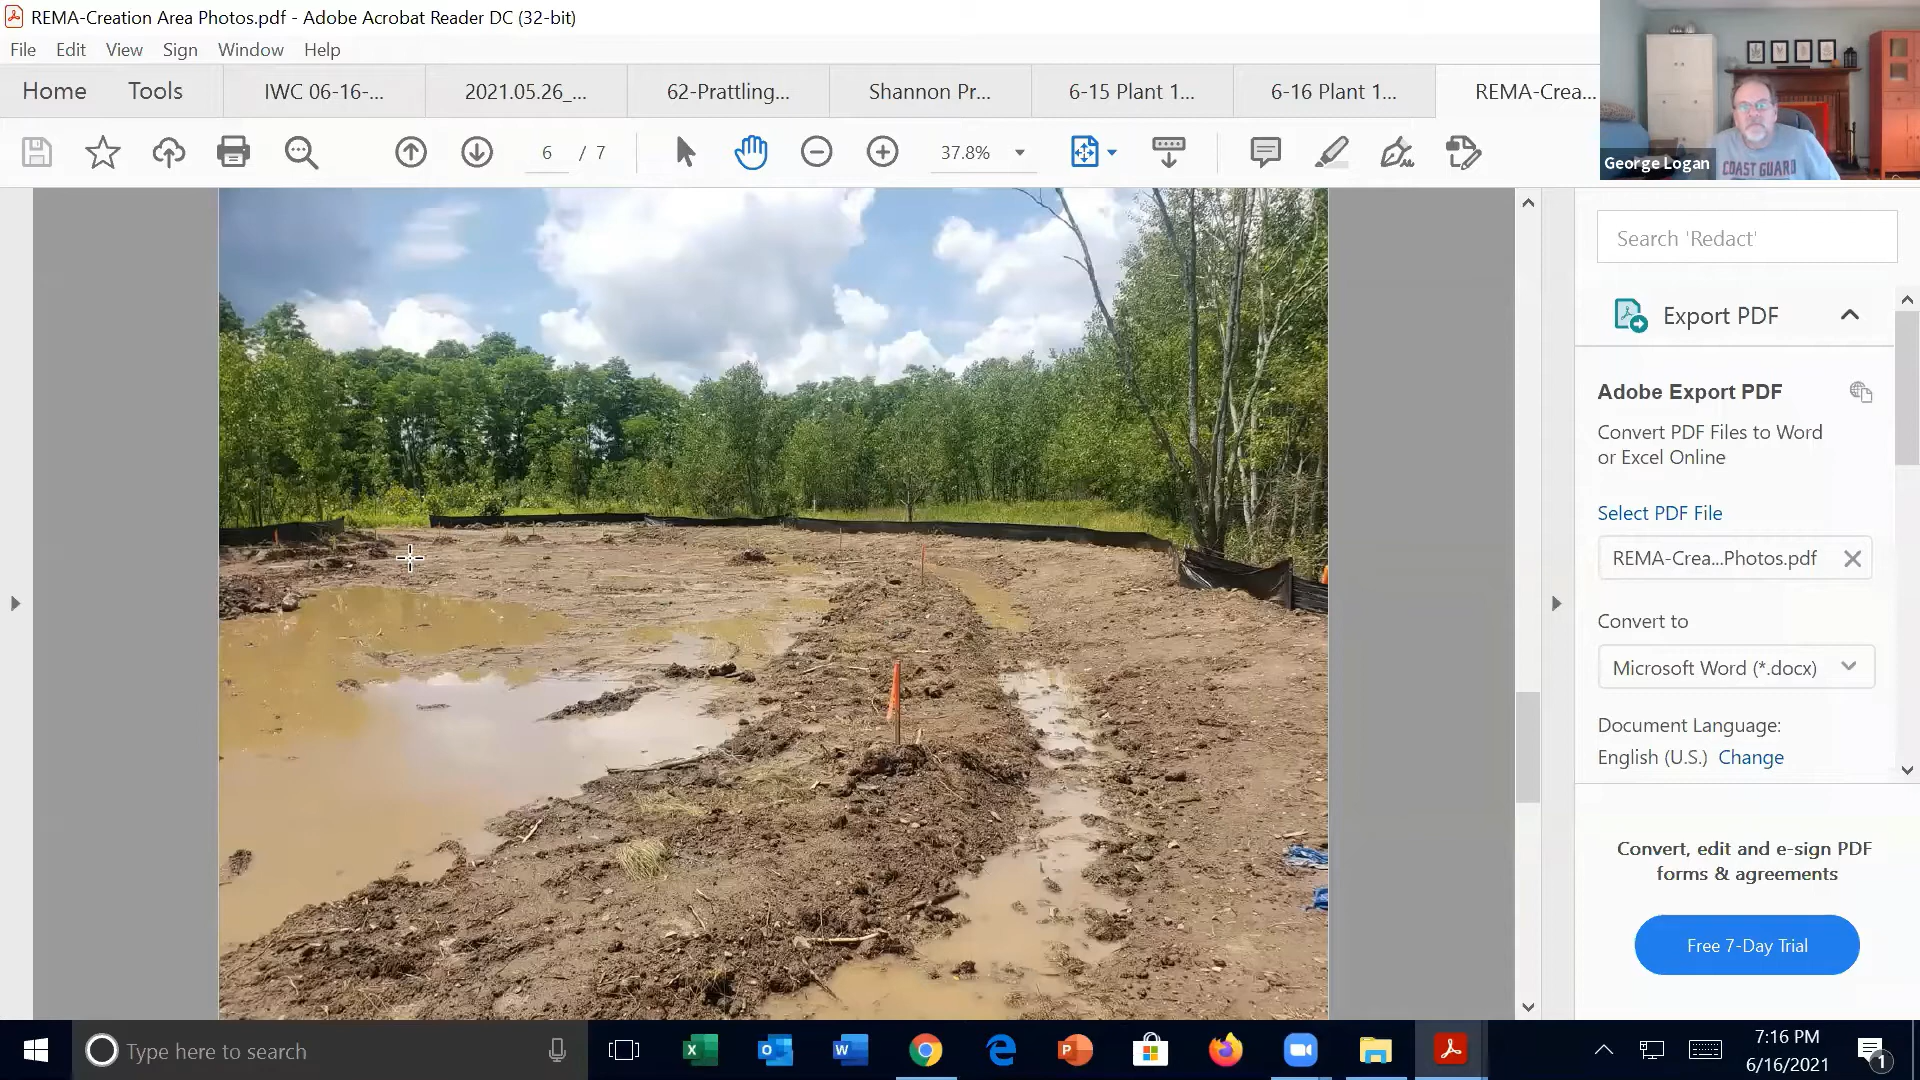 REMA-Creation Area Photos.pdf - Adobe Acrobat Reader DC (32-bit)
File Edit View Sign Window Help
Home Tools IWC 06-16-... 2021.05.26_... 62-Prattling... Shannon Pr... 6-15 Plant 1... 6-16 Plant 1... REMA-Crea...
6 / 7 37.8%
George Logan
COAST GUARD
Search 'Redact'
Export PDF
Adobe Export PDF
Convert PDF Files to Word
or Excel Online
Select PDF File
REMA-Crea...Photos.pdf
Convert to
Microsoft Word (*.docx)
Document Language:
English (U.S.) Change
Convert, edit and e-sign PDF
forms & agreements
Free 7-Day Trial
Type here to search
7:16 PM
6/16/2021
1